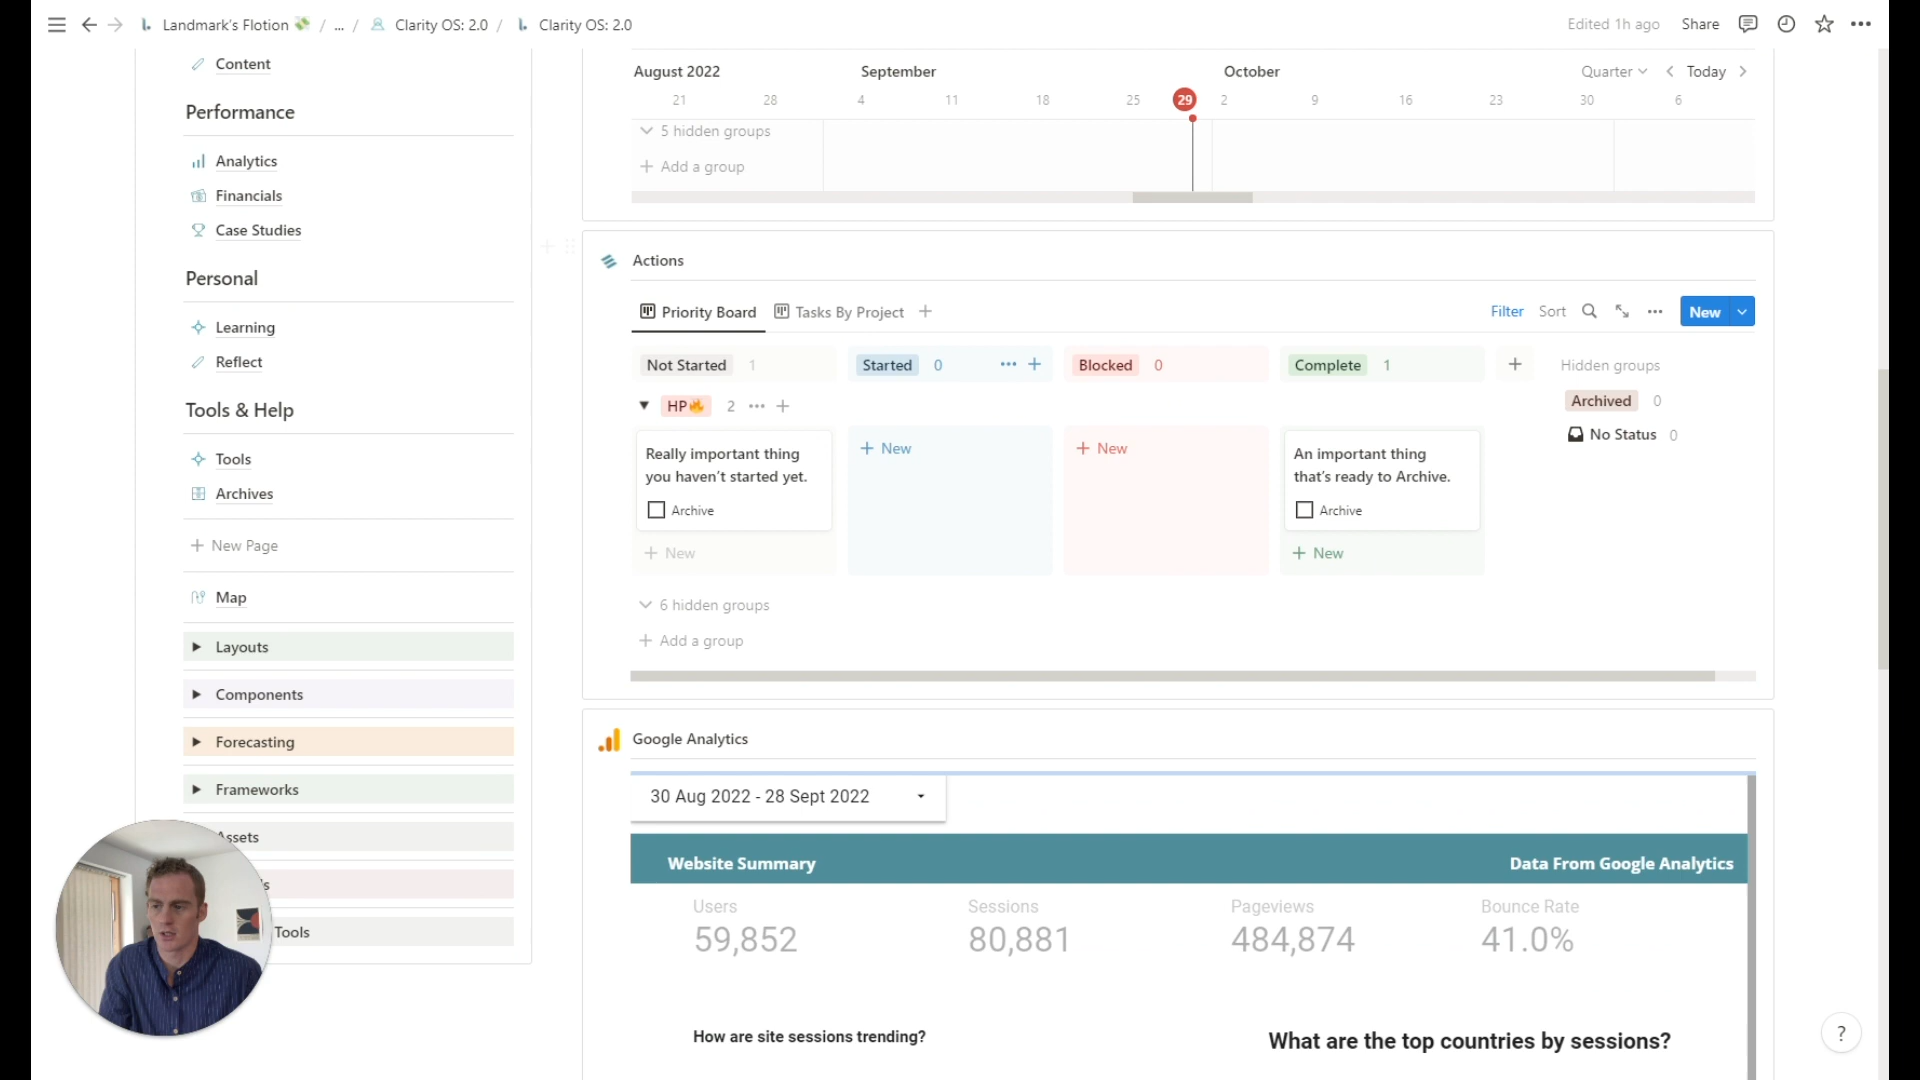 Landmark's Flotion 💸 / ... / Clarity OS: 2.0 / Clarity OS: 2.0
Edited 1h ago Share
Content
Performance
Analytics
Financials
Case Studies
Personal
Learning
Reflect
Tools & Help
Tools
Archives
+ New Page
Map
Layouts
Components
Forecasting
Frameworks
Assets
Tools
August 2022 September October Quarter Today
21 28 4 11 18 25 29 2 9 16 23 30 6
5 hidden groups
+ Add a group
Actions
Priority Board Tasks By Project +
Filter Sort New
Not Started 1 Started 0 Blocked 0 Complete 1 Hidden groups
HP🔥 2
Archived 0
No Status 0
Really important thing
you haven't started yet.
Archive
+ New
+ New
+ New
An important thing
that's ready to Archive.
Archive
+ New
6 hidden groups
+ Add a group
Google Analytics
30 Aug 2022 - 28 Sept 2022
Website Summary Data From Google Analytics
Users Sessions Pageviews Bounce Rate
59,852 80,881 484,874 41.0%
How are site sessions trending? What are the top countries by sessions?
?